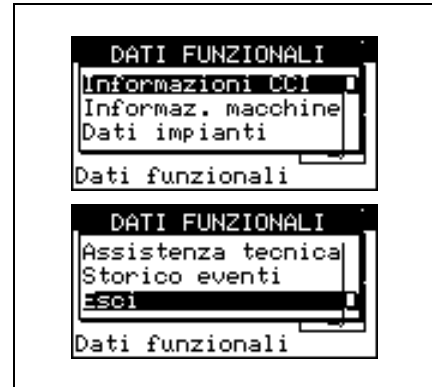 DATI FUNZIONALI
Informazioni CCI
Informaz. macchine
Dati impianti
Dati funzionali
DATI FUNZIONALI
Assistenza tecnica
Storico eventi
Esci
Dati funzionali